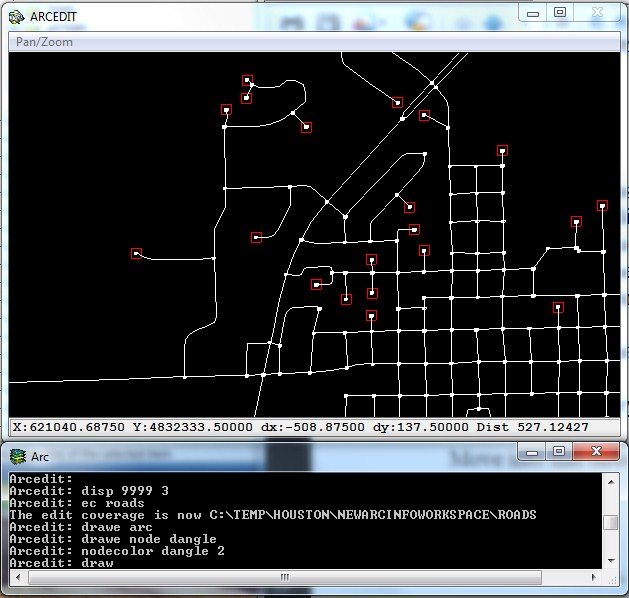 ARCEDIT
Pan/Zoom
X:621040.68750 Y:4832333.50000 dx:-508.87500 dy:137.50000 Dist 527.12427
Arc
Arcedit:
Arcedit: disp 9999 3
Arcedit: ec roads
The edit coverage is now C:\TEMP\HOUSTON\NEWARCINFOWORKSPACE\ROADS
Arcedit: drawe arc
Arcedit: drawe node dangle
Arcedit: nodecolor dangle 2
Arcedit: draw